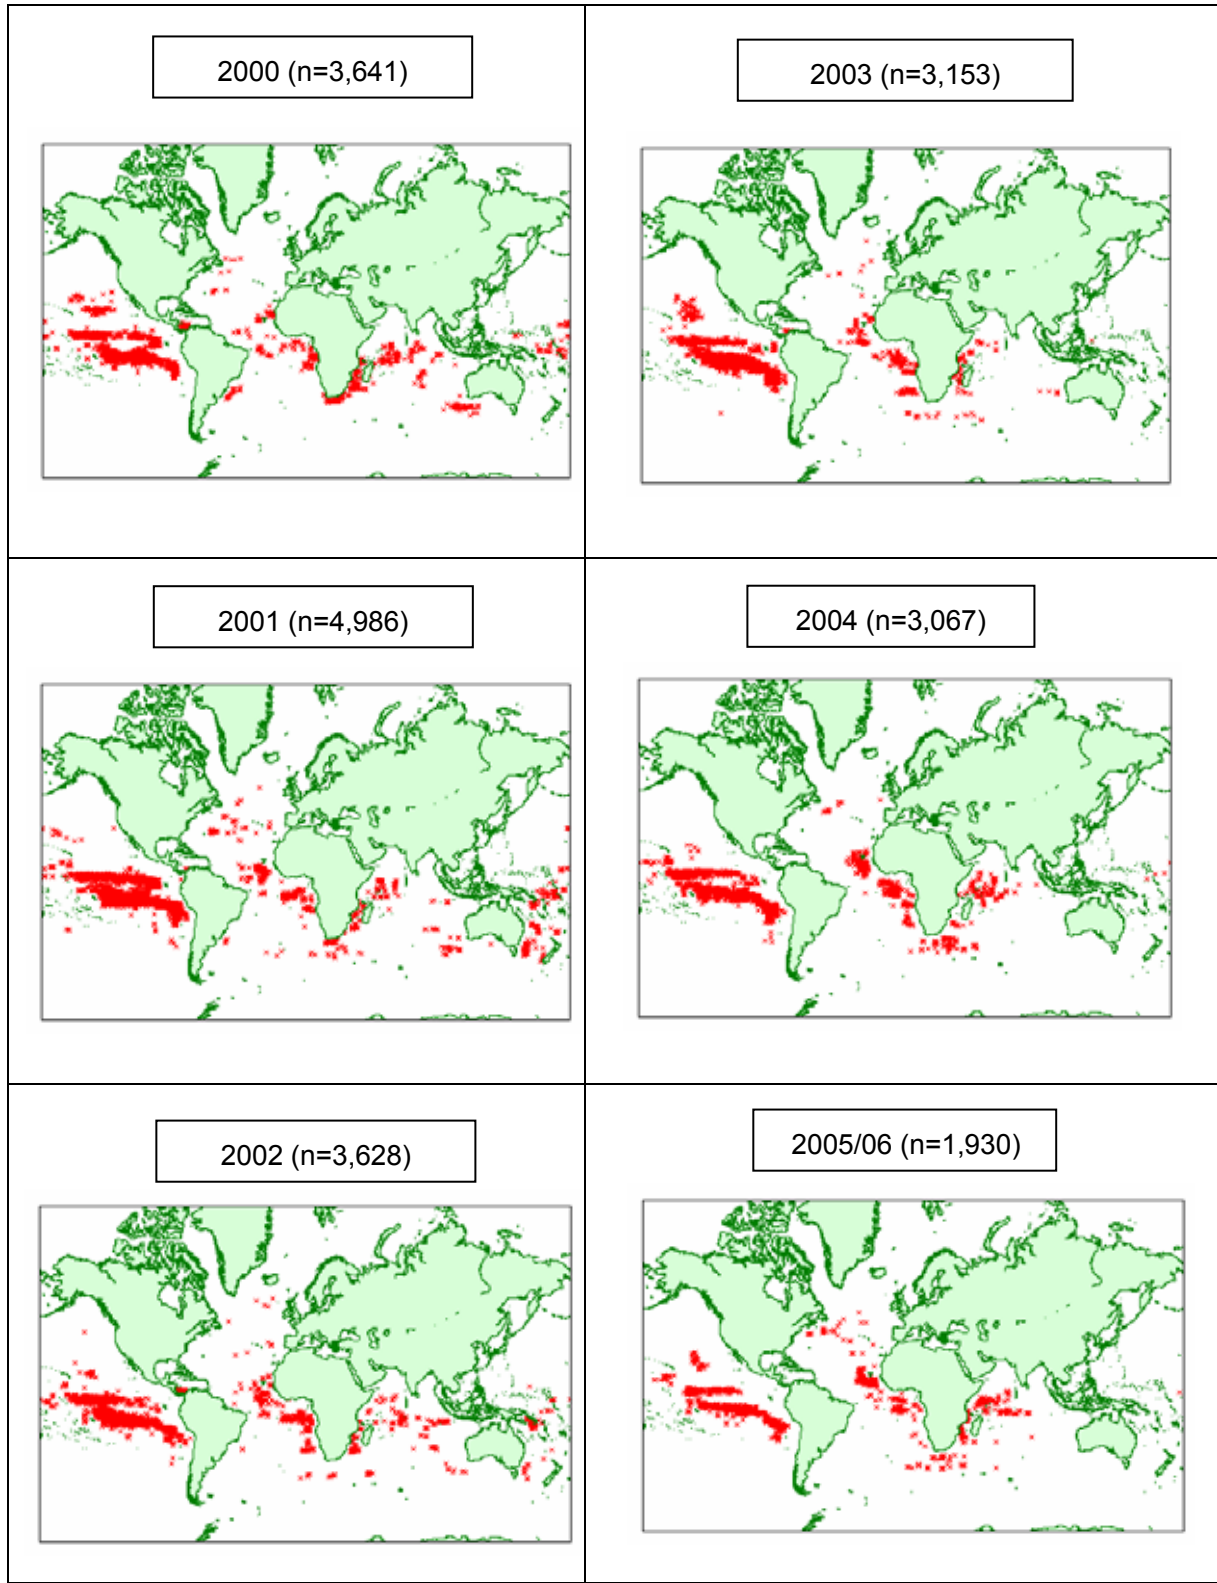 2000 (n=3,641)
2003 (n=3,153)
2001 (n=4,986)
2004 (n=3,067)
2002 (n=3,628)
2005/06 (n=1,930)